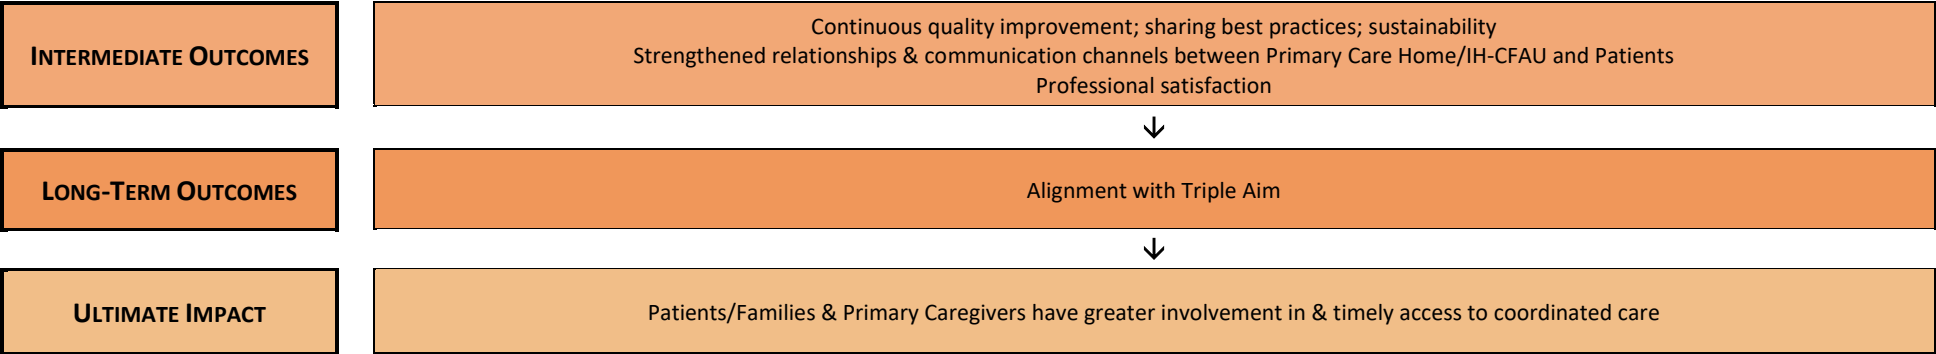 INTERMEDIATE OUTCOMES
Continuous quality improvement; sharing best practices; sustainability
Strengthened relationships & communication channels between Primary Care Home/IH-CFAU and Patients
Professional satisfaction
↓
LONG-TERM OUTCOMES
Alignment with Triple Aim
↓
ULTIMATE IMPACT
Patients/Families & Primary Caregivers have greater involvement in & timely access to coordinated care